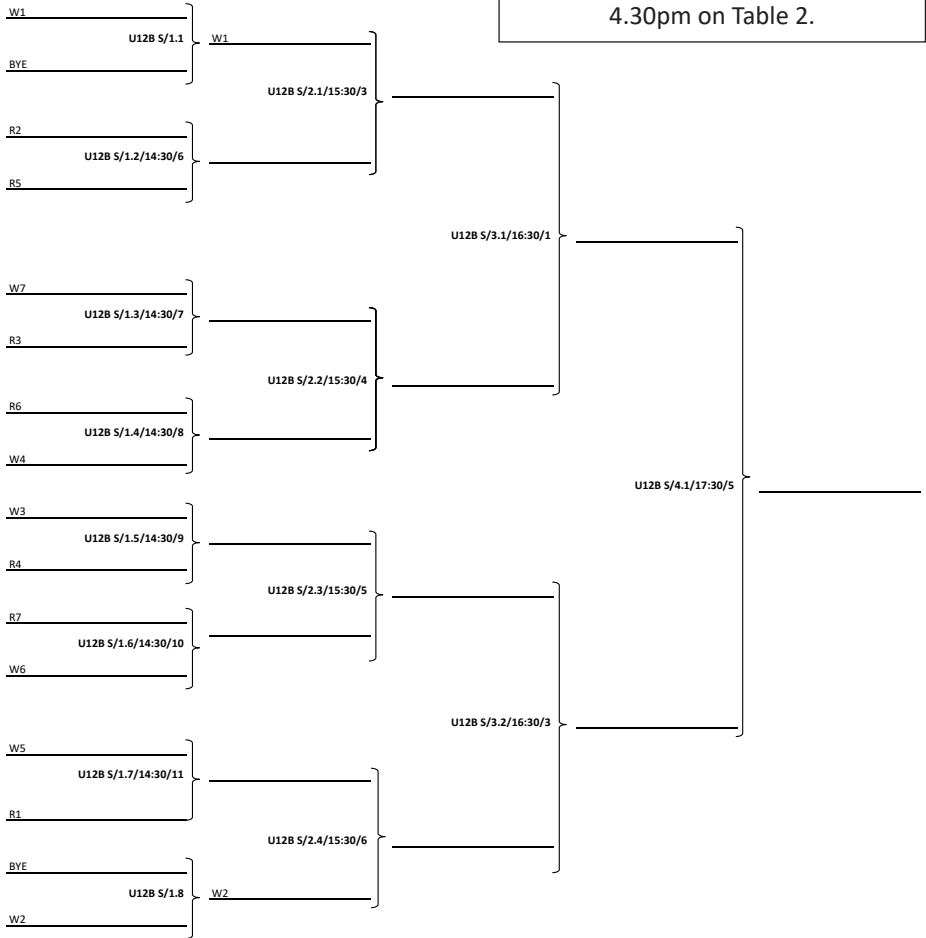 4.30pm on Table 2.
W1
U12B S/1.1
W1
BYE
U12B S/2.1/15:30/3
R2
U12B S/1.2/14:30/6
R5
U12B S/3.1/16:30/1
W7
U12B S/1.3/14:30/7
R3
U12B S/2.2/15:30/4
R6
U12B S/1.4/14:30/8
W4
U12B S/4.1/17:30/5
W3
U12B S/1.5/14:30/9
R4
U12B S/2.3/15:30/5
R7
U12B S/1.6/14:30/10
W6
U12B S/3.2/16:30/3
W5
U12B S/1.7/14:30/11
R1
U12B S/2.4/15:30/6
BYE
U12B S/1.8
W2
W2